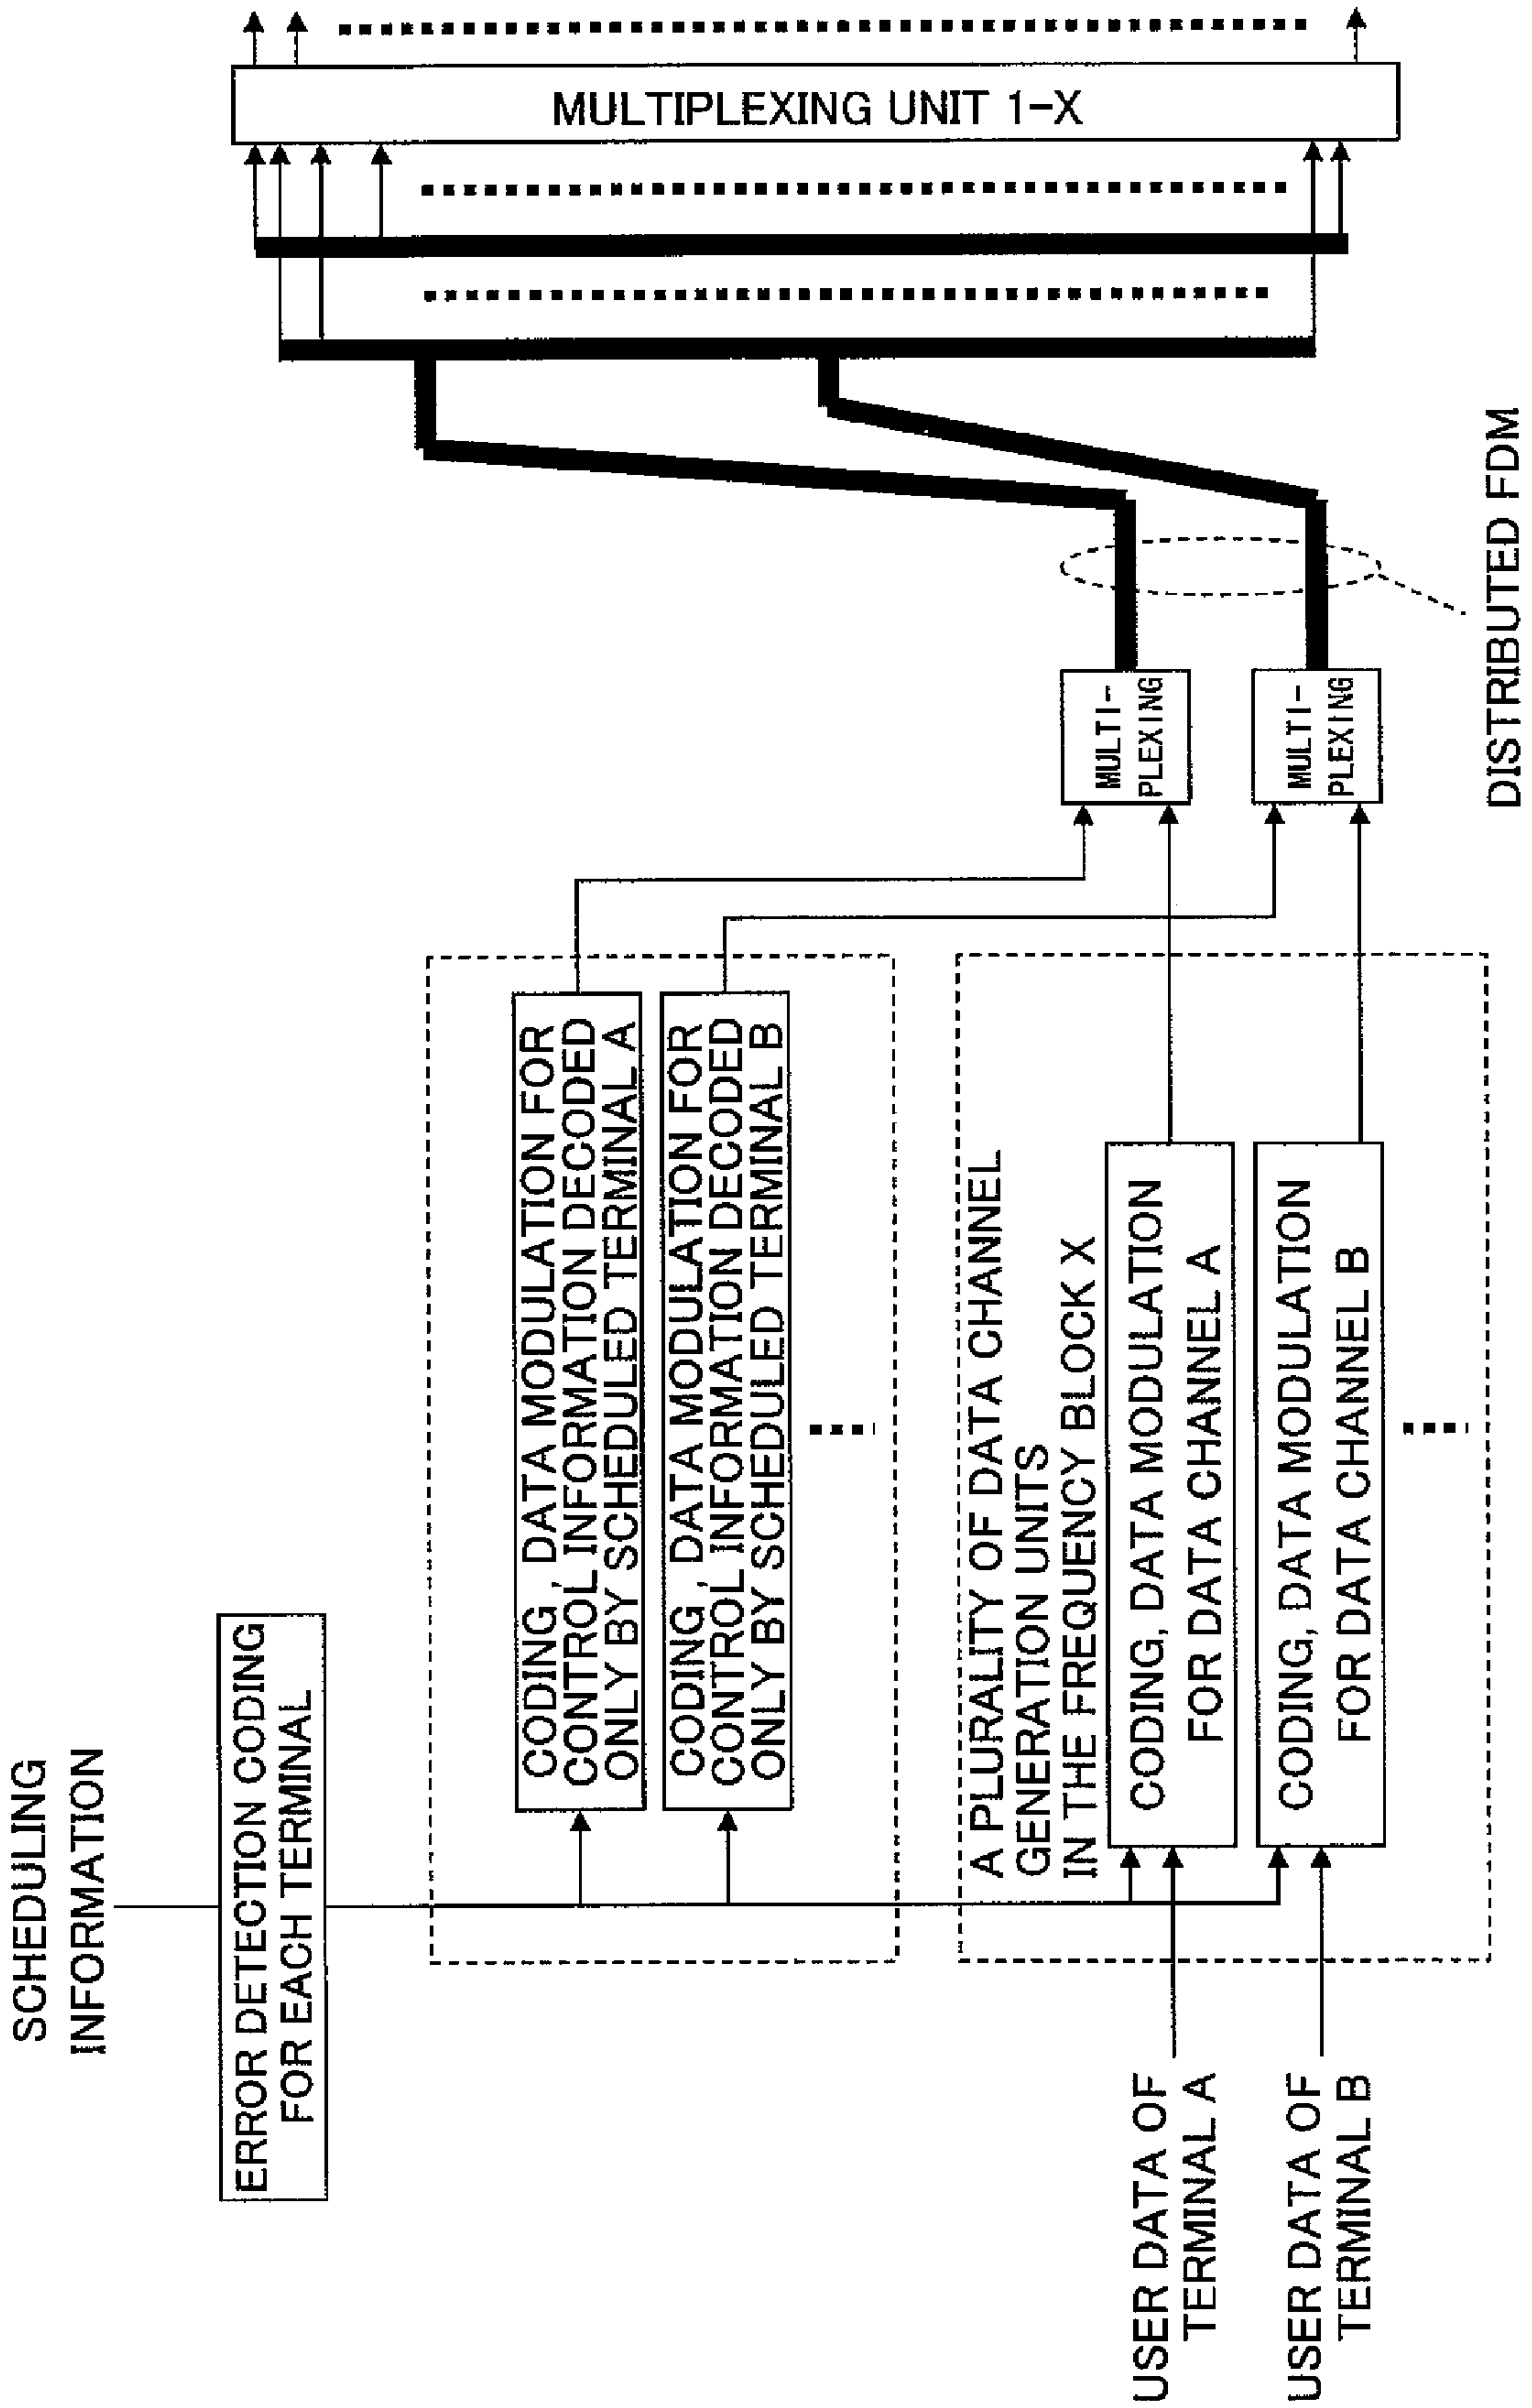 SCHEDULING
INFORMATION
ERROR DETECTION CODING
FOR EACH TERMINAL
CODING, DATA MODULATION FOR
CONTROL INFORMATION DECODED
ONLY BY SCHEDULED TERMINAL A
CODING, DATA MODULATION FOR
CONTROL INFORMATION DECODED
ONLY BY SCHEDULED TERMINAL B
A PLURALITY OF DATA CHANNEL
GENERATION UNITS
IN THE FREQUENCY BLOCK X
CODING, DATA MODULATION
FOR DATA CHANNEL A
CODING, DATA MODULATION
FOR DATA CHANNEL B
USER DATA OF
TERMINAL A
USER DATA OF
TERMINAL B
MULTI-
PLEXING
MULTI-
PLEXING
DISTRIBUTED FDM
MULTIPLEXING UNIT 1-X